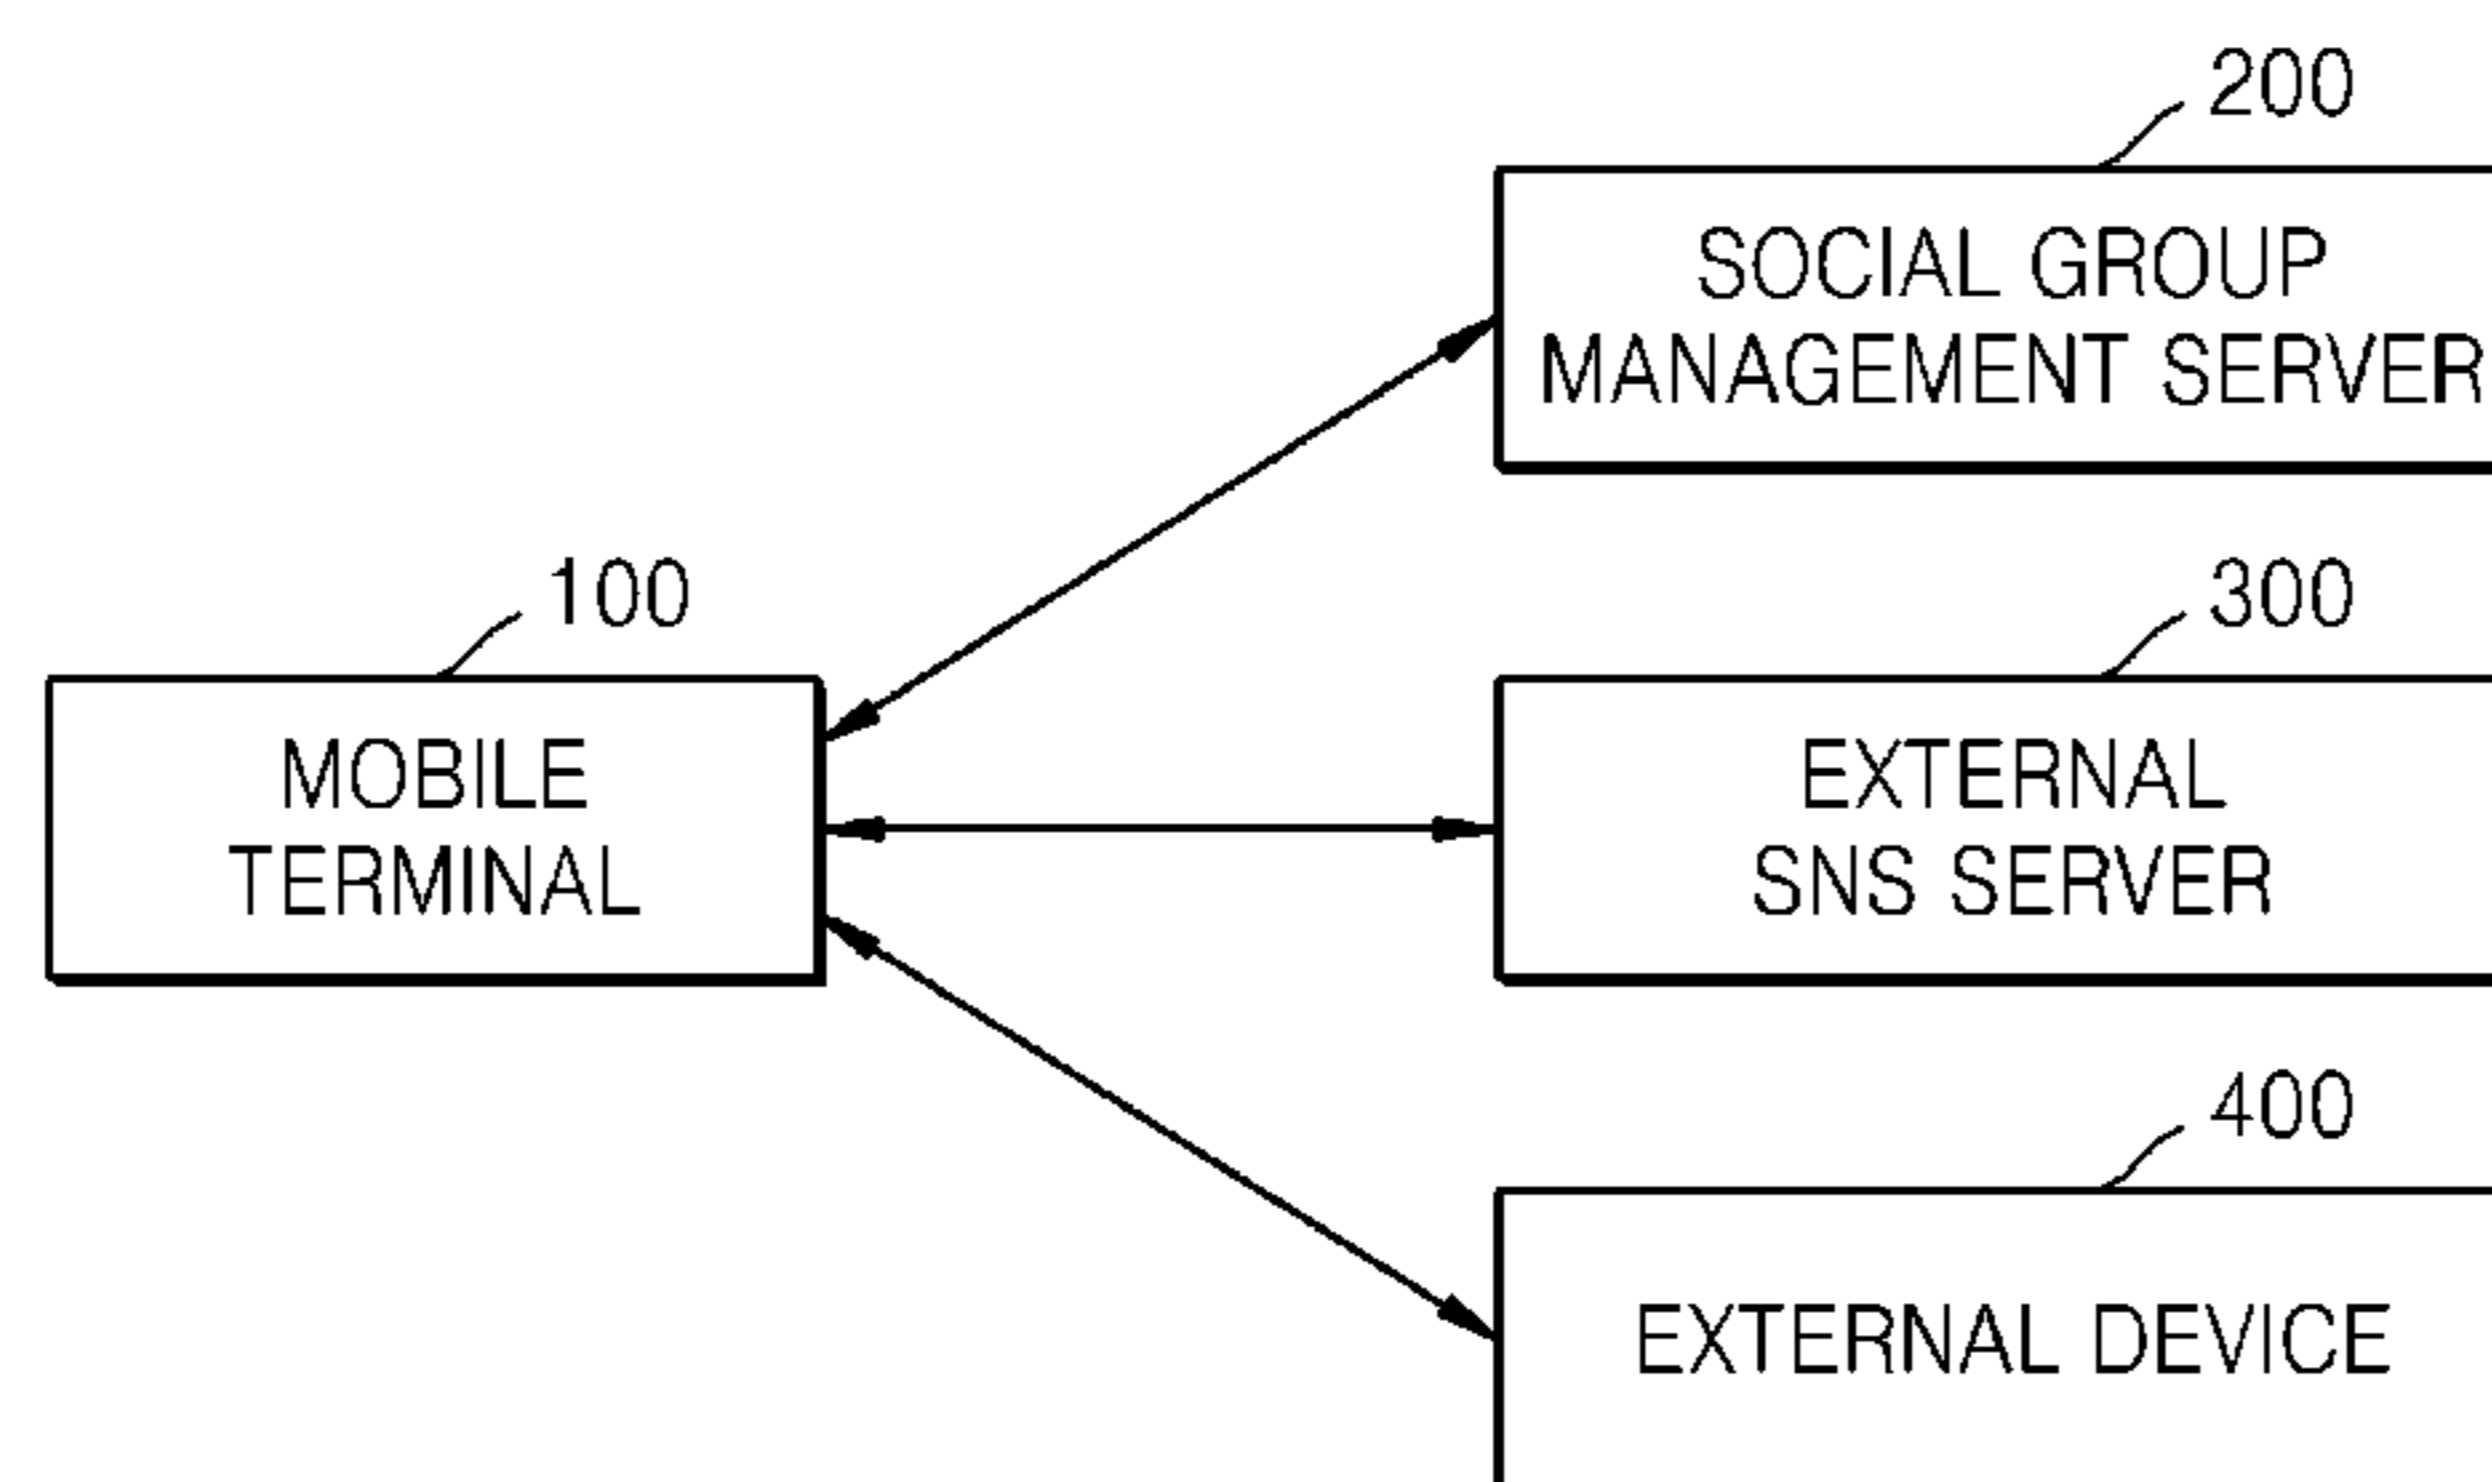 200
SOCIAL GROUP
MANAGEMENT SERVER
100
MOBILE
TERMINAL
300
EXTERNAL
SNS SERVER
400
EXTERNAL DEVICE